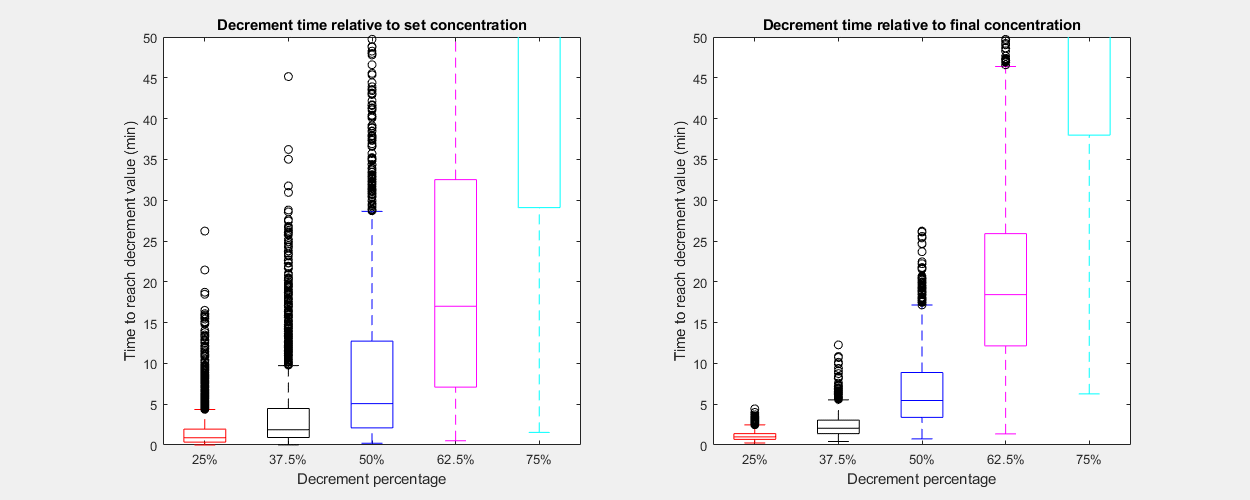 Decrement time relative to set concentration
Time to reach decrement value (min)
50
45
40
35
30
25
20
15
10
5
0
25% 37.5% 50% 62.5% 75%
Decrement percentage
Decrement time relative to final concentration
Time to reach decrement value (min)
50
45
40
35
30
25
20
15
10
5
0
25% 37.5% 50% 62.5% 75%
Decrement percentage